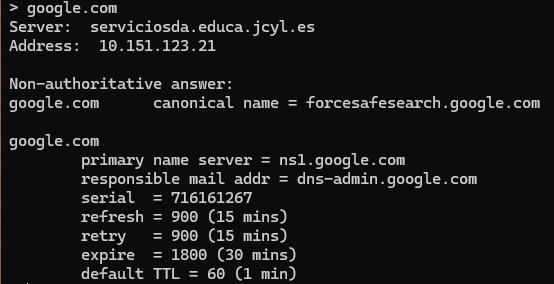 > google.com
Server:  serviciosda.educa.jcyl.es
Address:  10.151.123.21

Non-authoritative answer:
google.com      canonical name = forcesafesearch.google.com

google.com
        primary name server = ns1.google.com
        responsible mail addr = dns-admin.google.com
        serial  = 716161267
        refresh = 900 (15 mins)
        retry   = 900 (15 mins)
        expire  = 1800 (30 mins)
        default TTL = 60 (1 min)